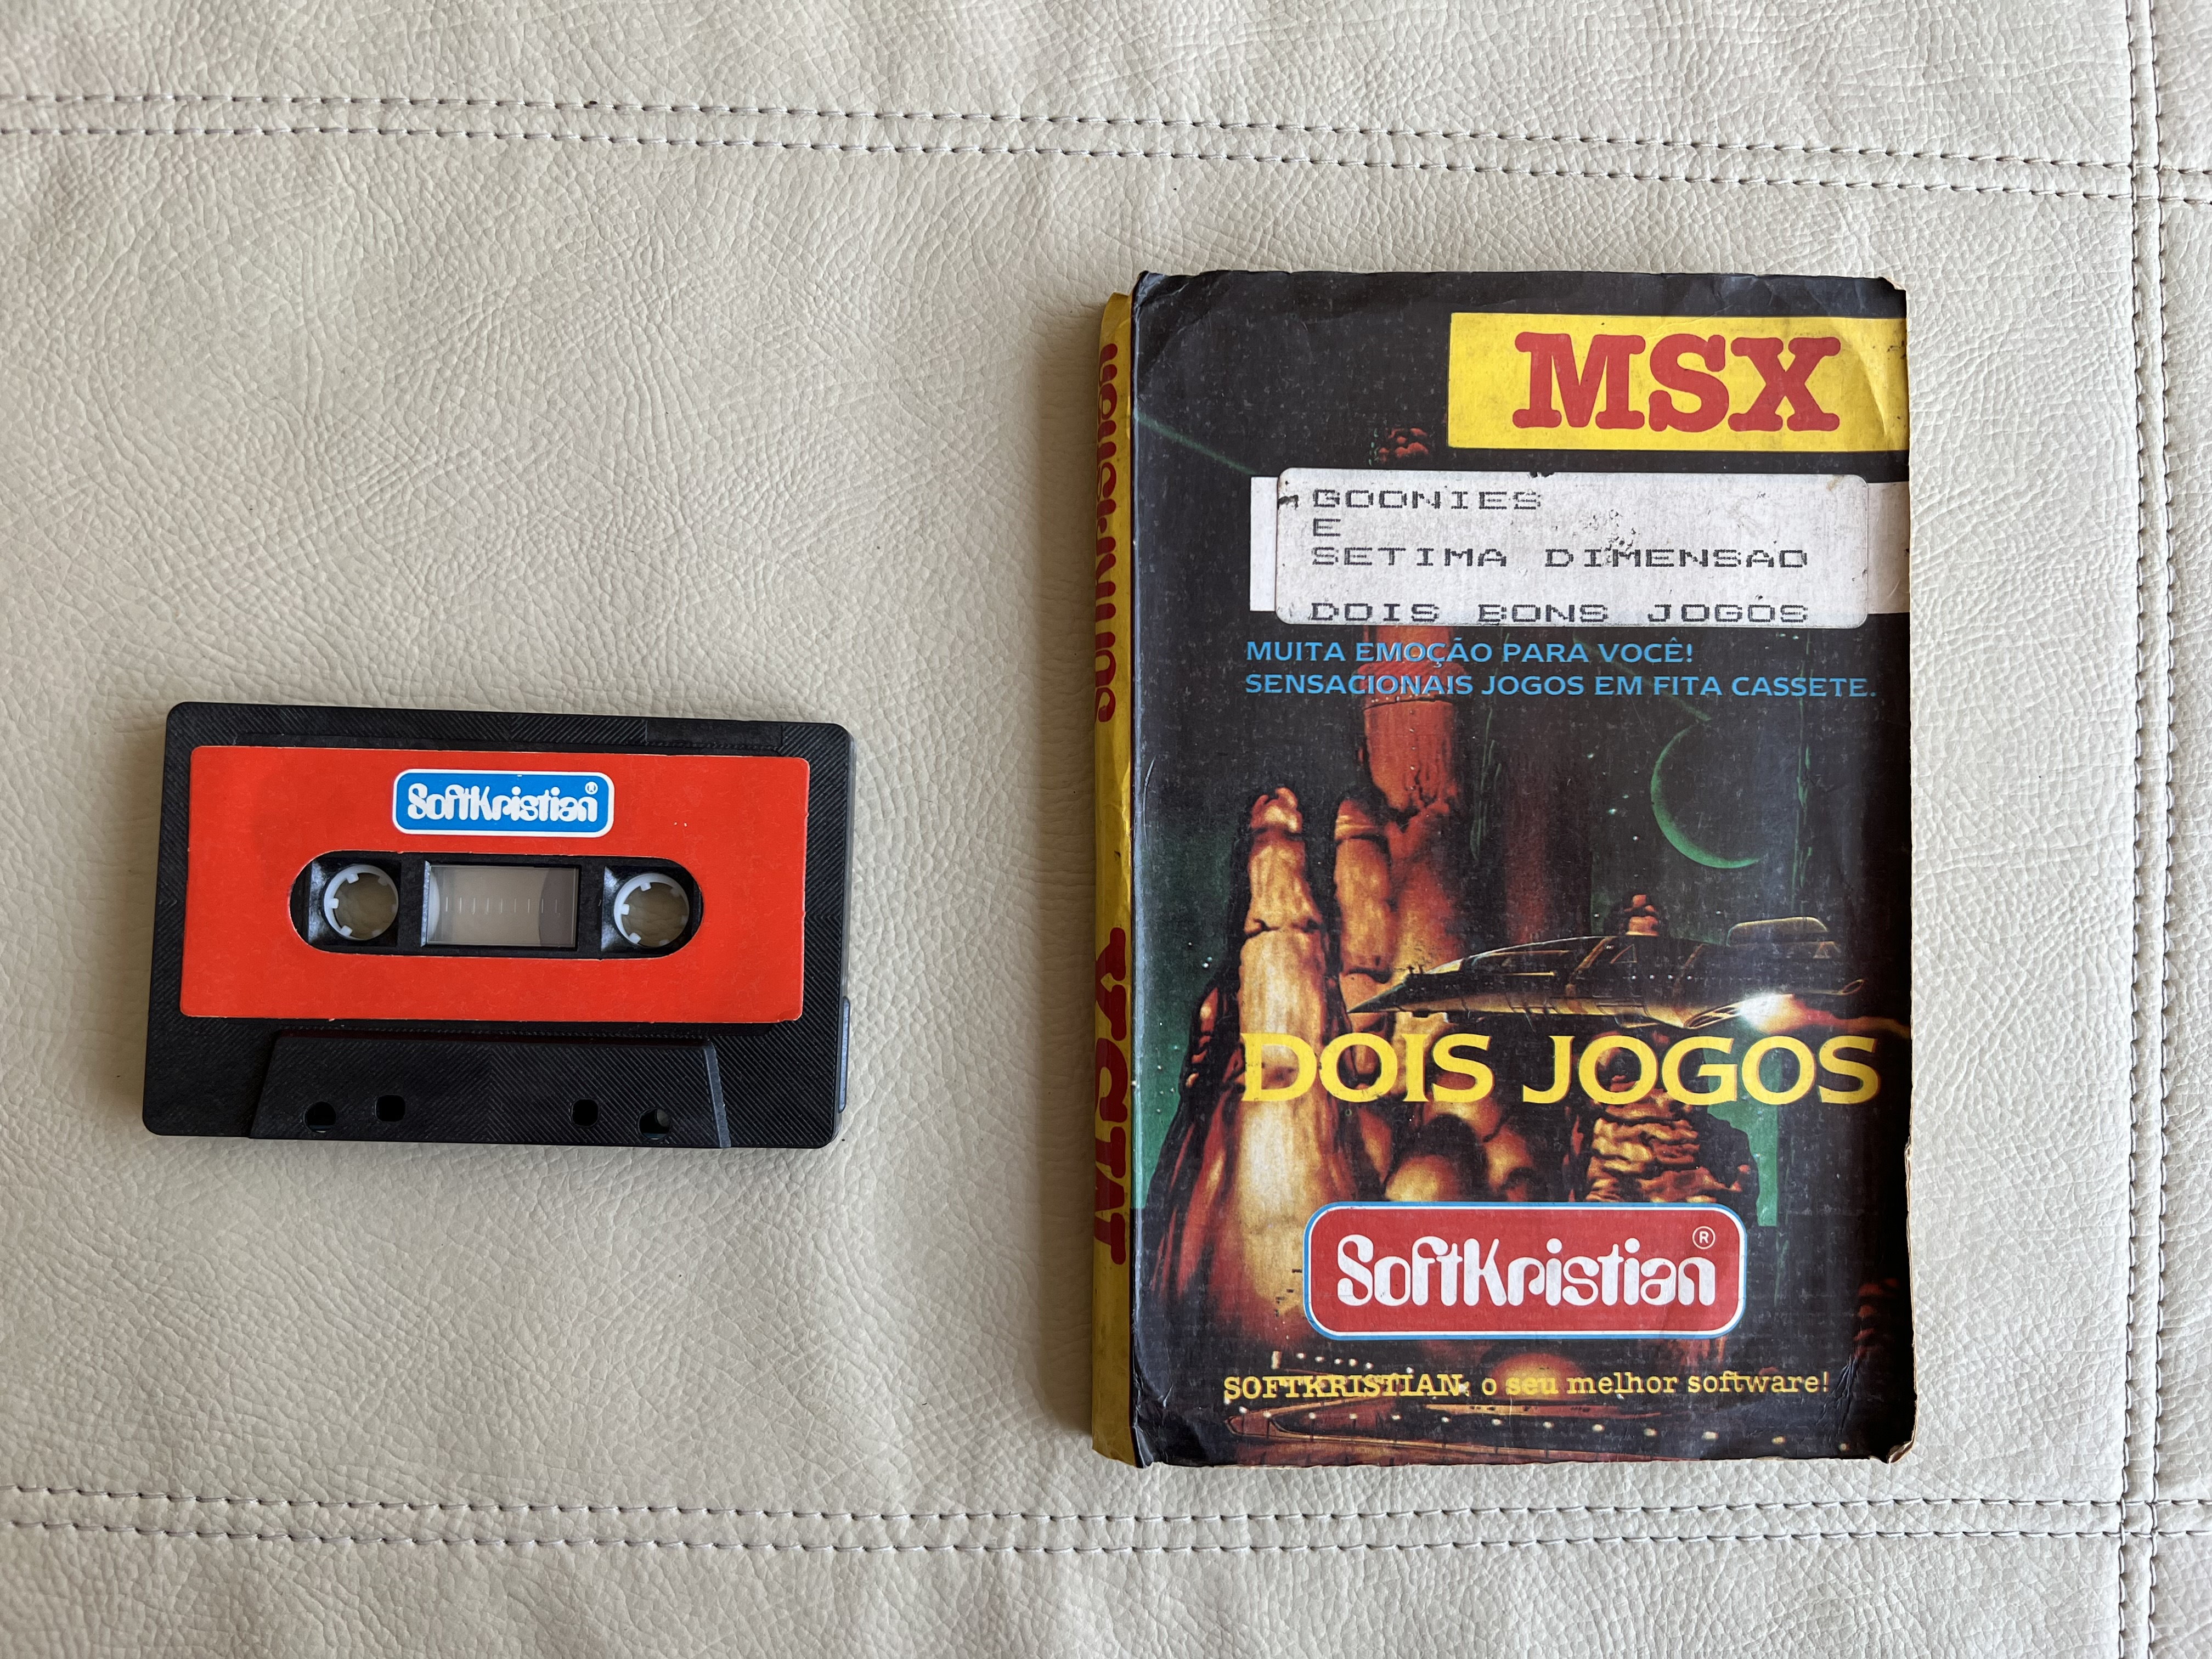 SoftKristian®
MSX
GOONIES
E
SETIMA DIMENSAO
DOIS BONS JOGOS
MUITA EMOÇÃO PARA VOCÊ!
SENSACIONAIS JOGOS EM FITA CASSETE.
DOIS JOGOS
SoftKristian®
SOFTKRISTIAN, o seu melhor software!